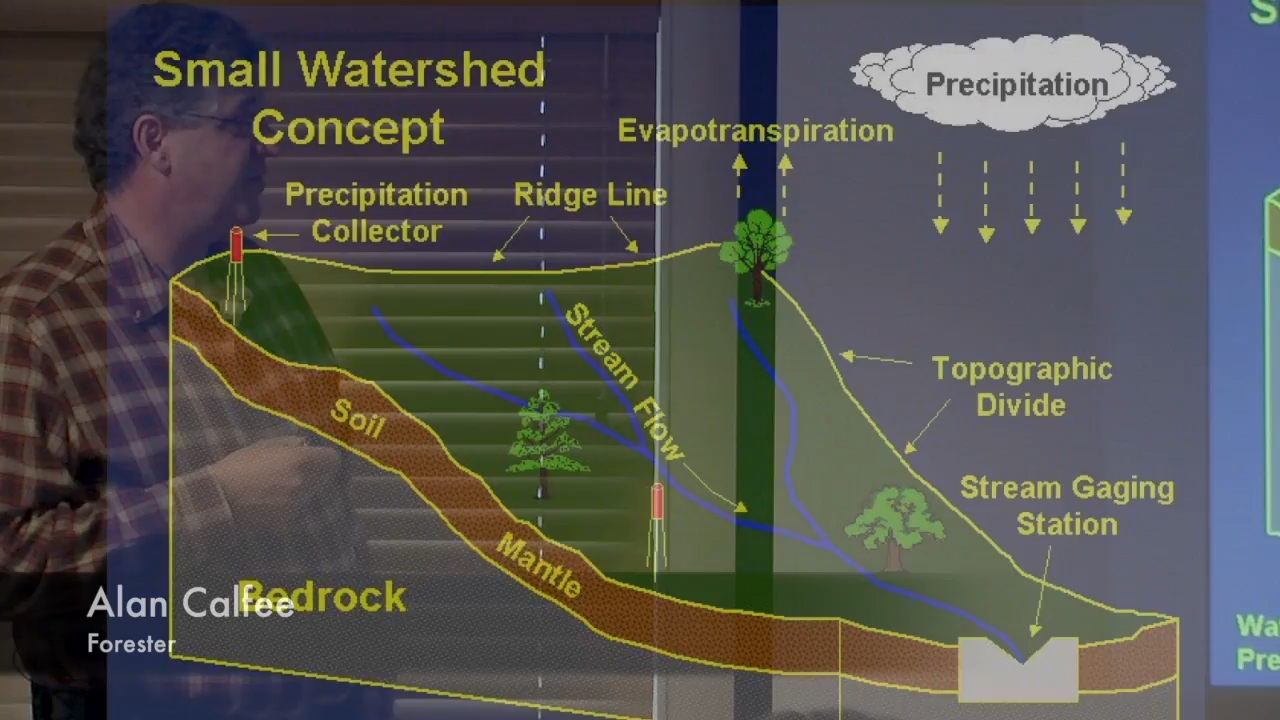 Small Watershed
Concept
Precipitation
Evapotranspiration
Precipitation
Collector
Ridge Line
Stream Flow
Topographic
Divide
Soil
Stream Gaging
Station
Mantle
Bedrock
Alan Calfee
Forester